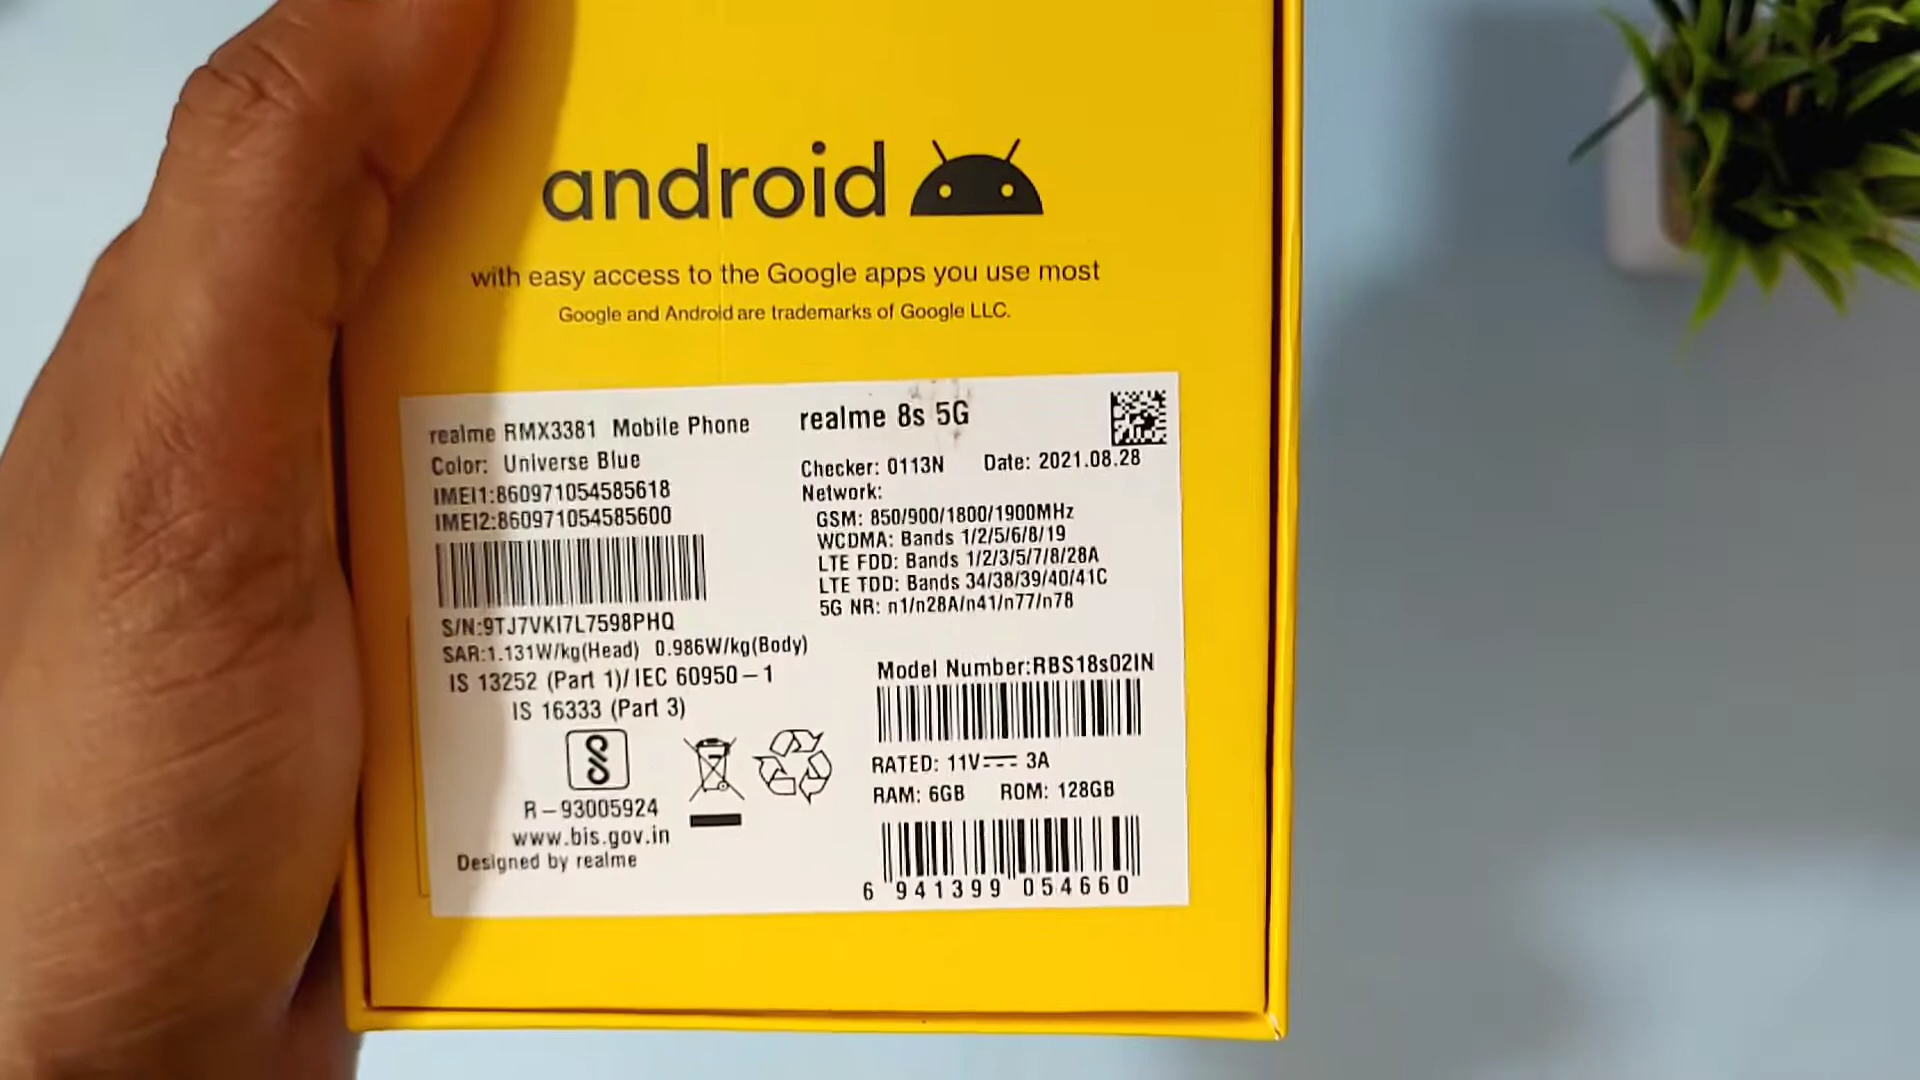 android
with easy access to the Google apps you use most
Google and Android are trademarks of Google LLC.
realme RMX3381 Mobile Phone
Color: Universe Blue
IMEI1:860971054585618
IMEI2:860971054585600
S/N:9TJ7VKI7L7598PHQ
SAR:1.131W/kg(Head) 0.986W/kg(Body)
IS 13252 (Part 1)/IEC 60950-1
IS 16333 (Part 3)
R-93005924
www.bis.gov.in
Designed by realme
realme 8s 5G
Checker: 0113N Date: 2021.08.28
Network:
GSM: 850/900/1800/1900MHz
WCDMA: Bands 1/2/5/6/8/19
LTE FDD: Bands 1/2/3/5/7/8/28A
LTE TDD: Bands 34/38/39/40/41C
5G NR: n1/n28A/n41/n77/n78
Model Number:RBS18s02IN
RATED: 11V⎓ 3A
RAM: 6GB ROM: 128GB
6 941399 054660